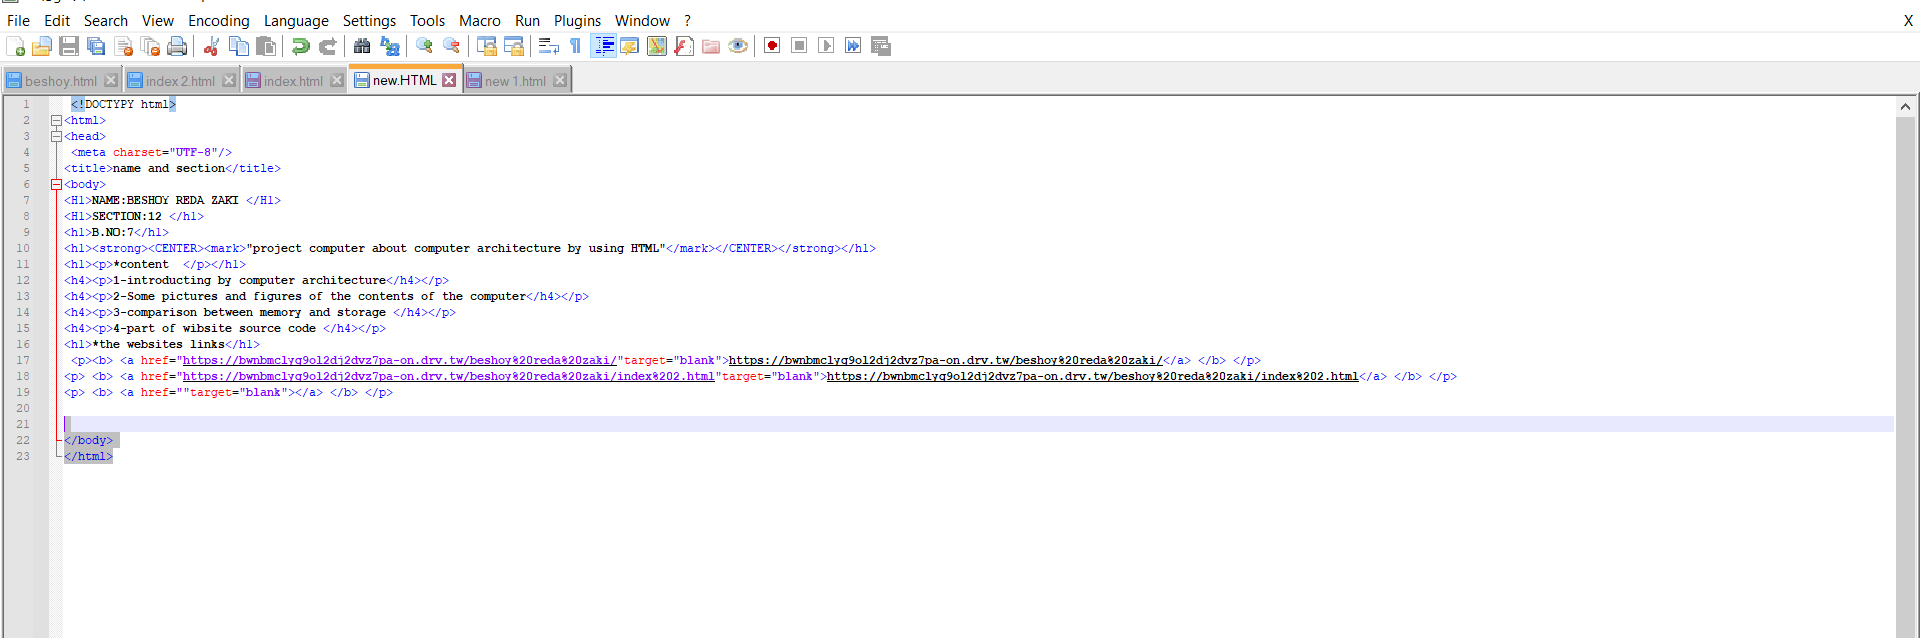 File Edit Search View Encoding Language Settings Tools Macro Run Plugins Window ? X
beshoy.html index 2.html index.html new.HTML new 1.html
1 <!DOCTYPY html>
2 <html>
3 <head>
4 <meta charset="UTF-8"/>
5 <title>name and section</title>
6 <body>
7 <H1>NAME:BESHOY REDA ZAKI </H1>
8 <H1>SECTION:12 </h1>
9 <h1>B.NO:7</h1>
10 <h1><strong><CENTER><mark>"project computer about computer architecture by using HTML"</mark></CENTER></strong></h1>
11 <h1><p>*content  </p></h1>
12 <h4><p>1-introducting by computer architecture</h4></p>
13 <h4><p>2-Some pictures and figures of the contents of the computer</h4></p>
14 <h4><p>3-comparison between memory and storage </h4></p>
15 <h4><p>4-part of wibsite source code </h4></p>
16 <h1>*the websites links</h1>
17 <p><b> <a href="https://bwnbmclyg9ol2dj2dvz7pa-on.drv.tw/beshoy%20reda%20zaki/"target="blank">https://bwnbmclyg9ol2dj2dvz7pa-on.drv.tw/beshoy%20reda%20zaki/</a> </b> </p>
18 <p> <b> <a href="https://bwnbmclyg9ol2dj2dvz7pa-on.drv.tw/beshoy%20reda%20zaki/index%202.html"target="blank">https://bwnbmclyg9ol2dj2dvz7pa-on.drv.tw/beshoy%20reda%20zaki/index%202.html</a> </b> </p>
19 <p> <b> <a href=""target="blank"></a> </b> </p>
20
21
22 </body>
23 </html>